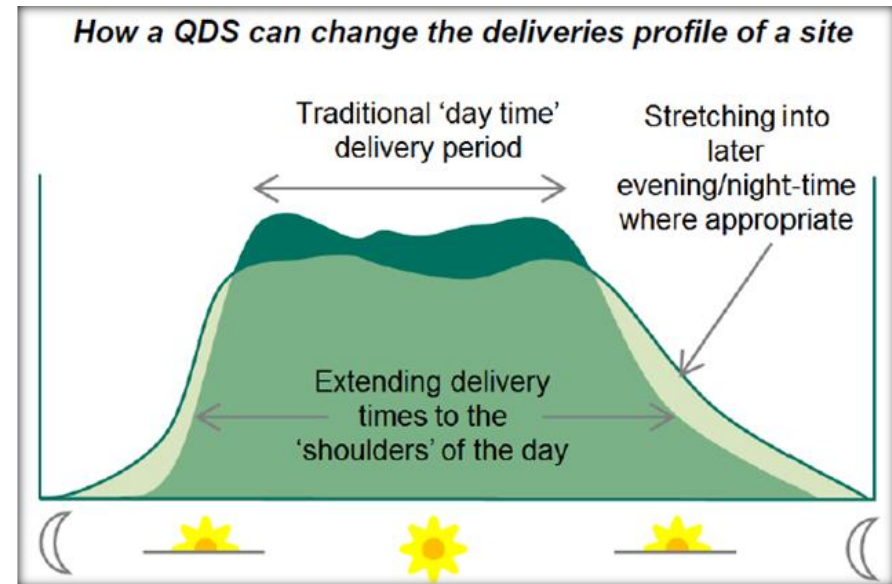 How a QDS can change the deliveries profile of a site
Traditional ‘day time’
delivery period
Stretching into
later
evening/night-time
where appropriate
Extending delivery
times to the
‘shoulders’ of the day